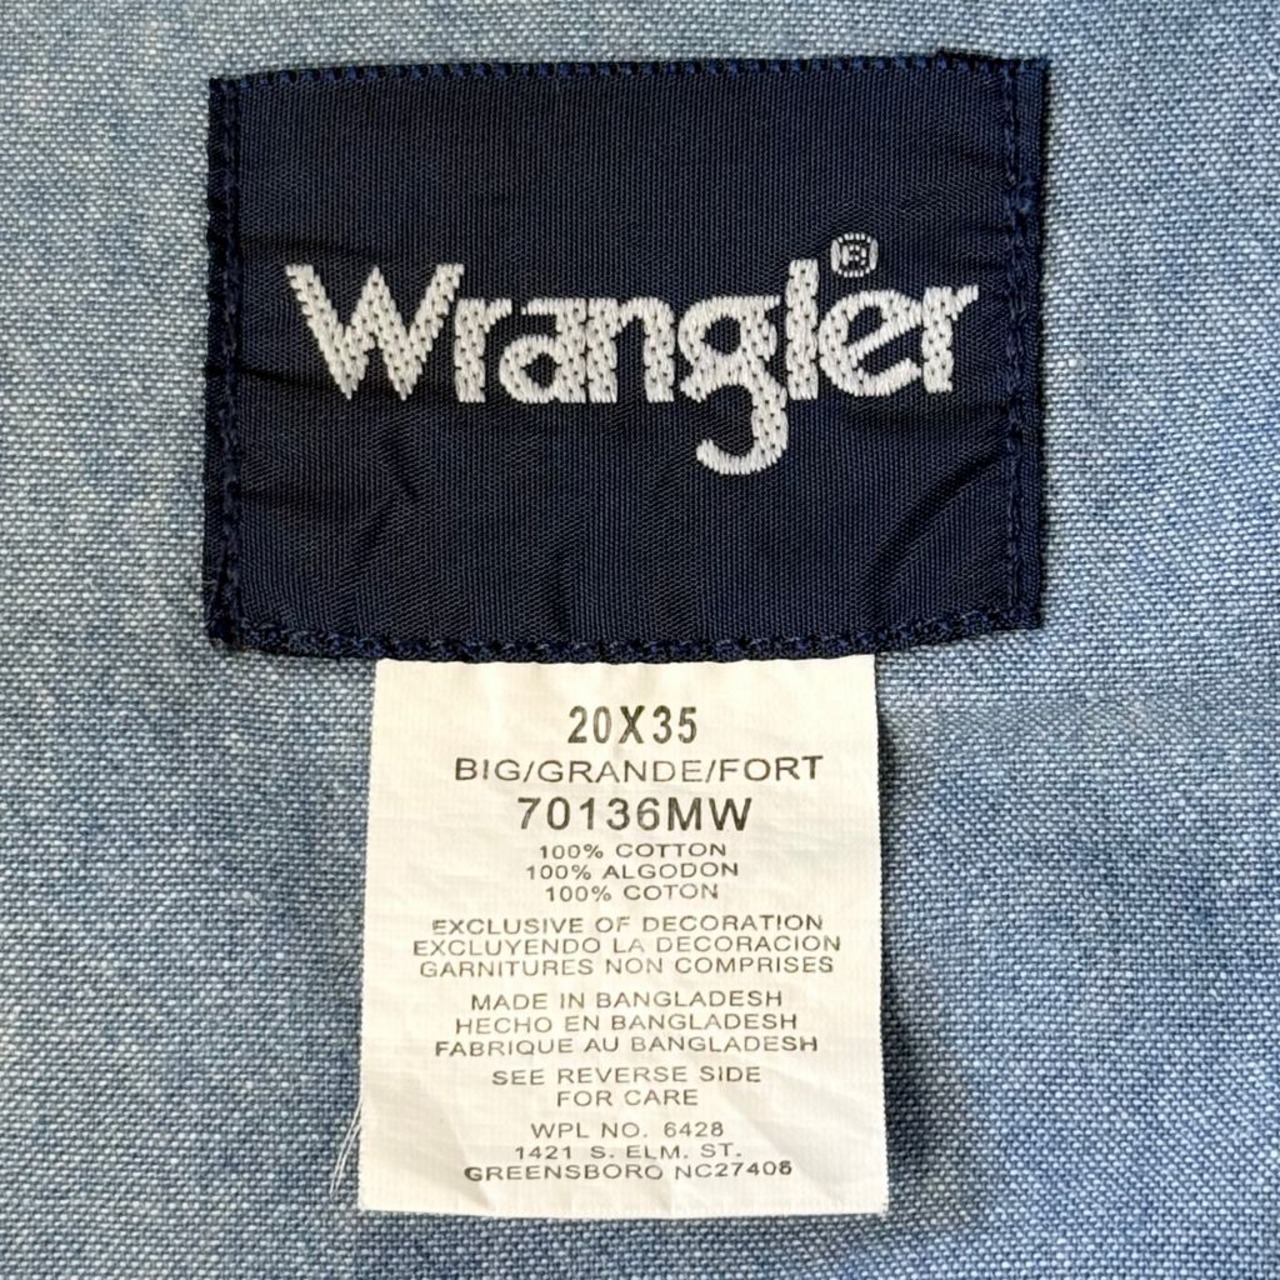 Wrangler®
20X35
BIG/GRANDE/FORT
70136MW
100% COTTON
100% ALGODON
100% COTON
EXCLUSIVE OF DECORATION
EXCLUYENDO LA DECORACION
GARNITURES NON COMPRISES
MADE IN BANGLADESH
HECHO EN BANGLADESH
FABRIQUE AU BANGLADESH
SEE REVERSE SIDE
FOR CARE
WPL NO. 6428
1421 S. ELM. ST.
GREENSBORO NC27406